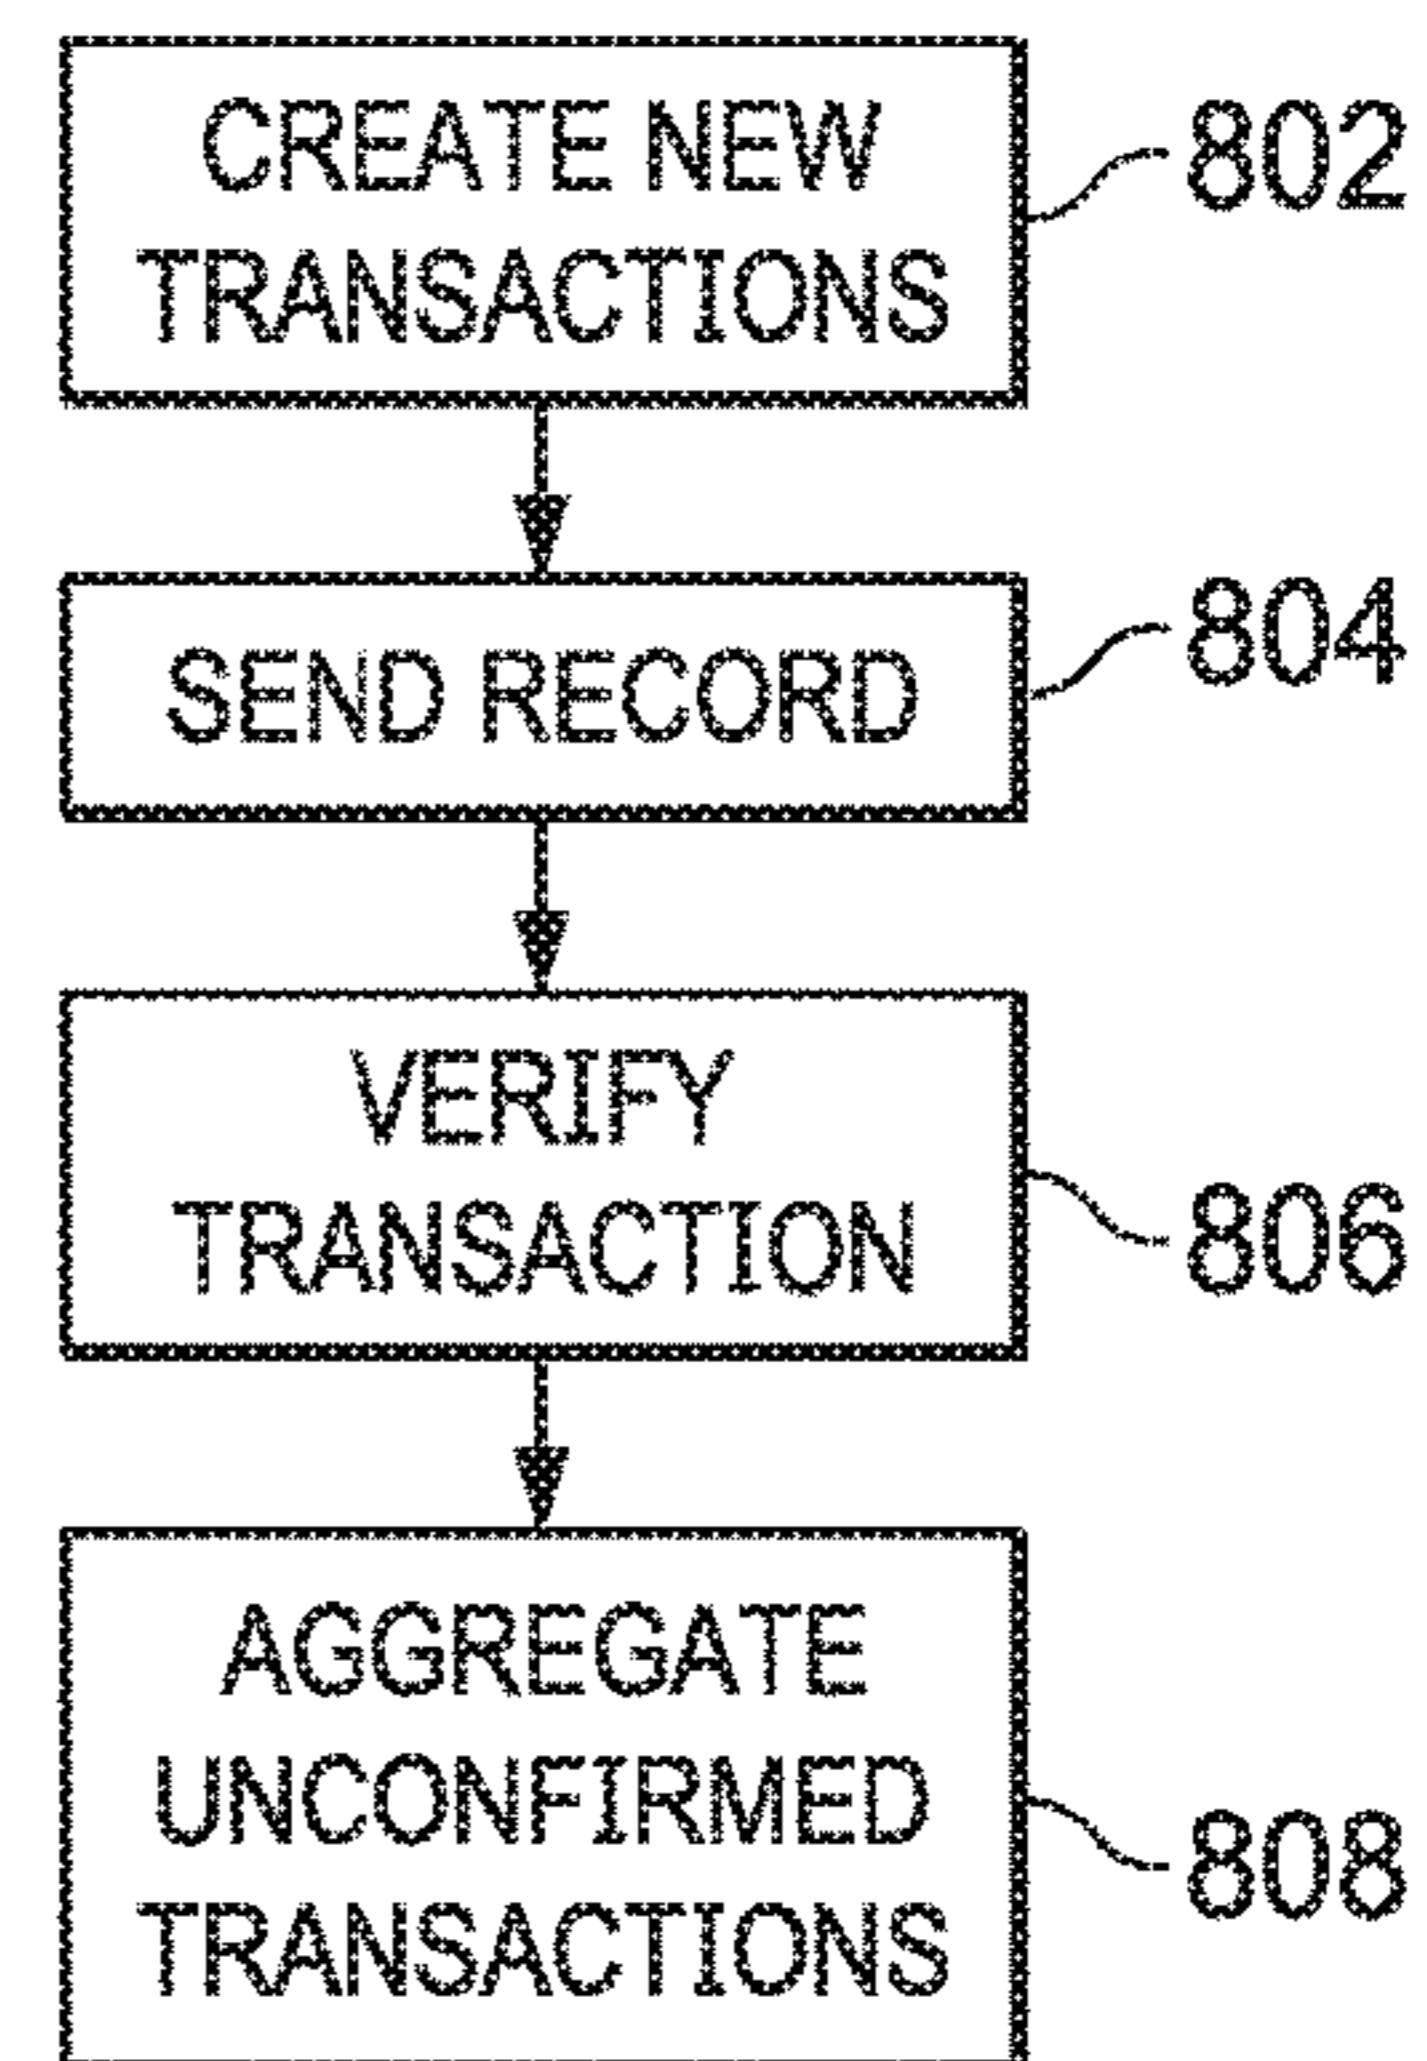 CREATE NEW
TRANSACTIONS
802
SEND RECORD
804
VERIFY
TRANSACTION
806
AGGREGATE
UNCONFIRMED
TRANSACTIONS
808